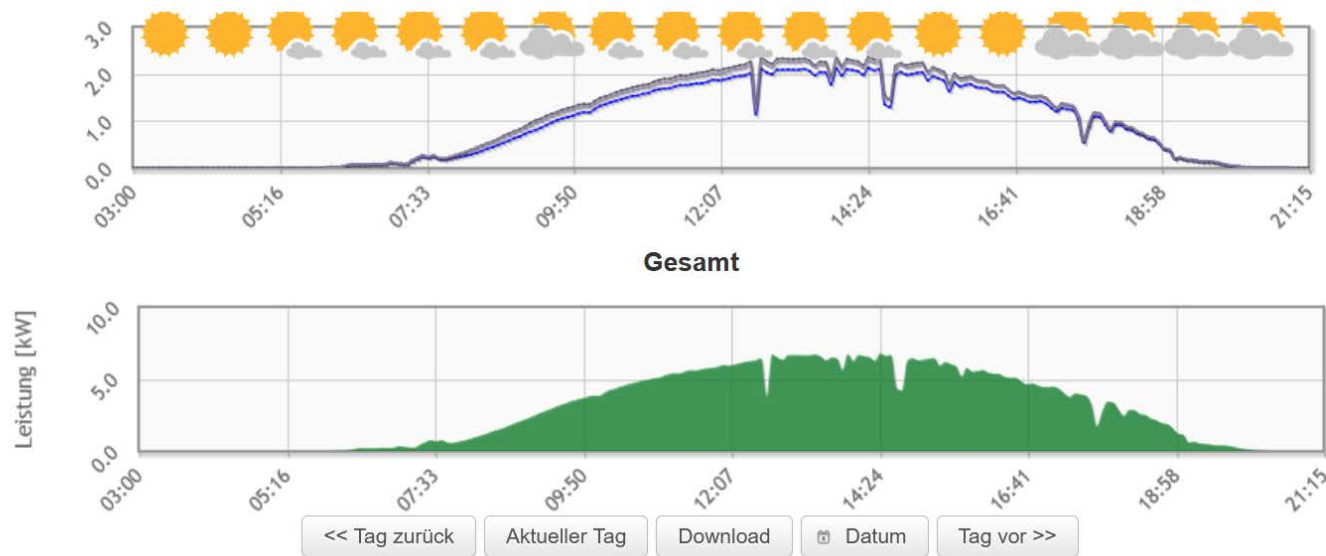 3.0
2.0
1.0
0.0
03:00 05:16 07:33 09:50 12:07 14:24 16:41 18:58 21:15
Gesamt
Leistung [kW]
10.0
5.0
0.0
03:00 05:16 07:33 09:50 12:07 14:24 16:41 18:58 21:15
<< Tag zurück Aktueller Tag Download Datum Tag vor >>